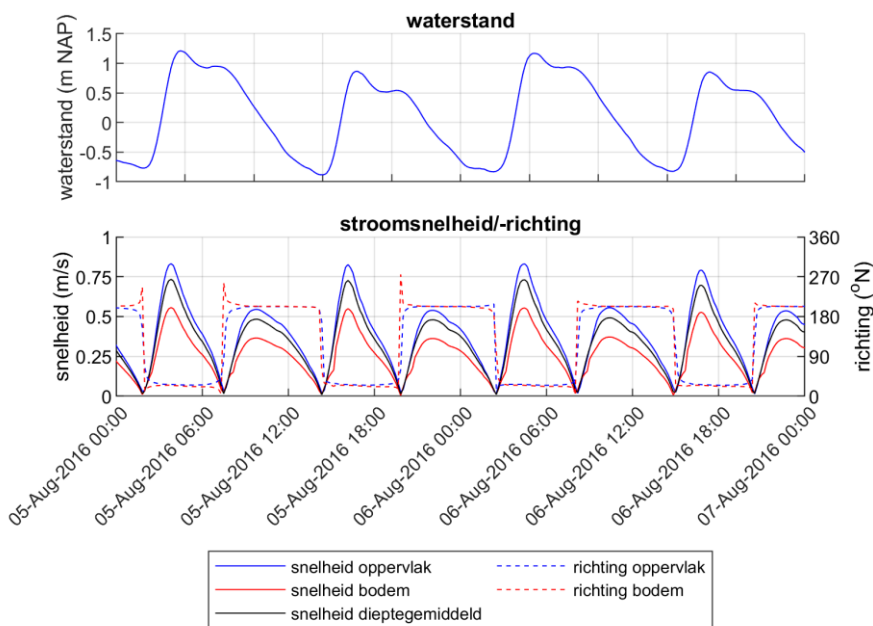 waterstand
waterstand (m NAP)
1.5
1
0.5
0
-0.5
-1
stroomsnelheid/-richting
snelheid (m/s)
1
0.75
0.5
0.25
0
360
270
180
90
0
richting (°N)
05-Aug-2016 00:00
05-Aug-2016 06:00
05-Aug-2016 12:00
05-Aug-2016 18:00
06-Aug-2016 00:00
06-Aug-2016 06:00
06-Aug-2016 12:00
06-Aug-2016 18:00
07-Aug-2016 00:00
snelheid oppervlak
snelheid bodem
snelheid dieptegemiddeld
richting oppervlak
richting bodem